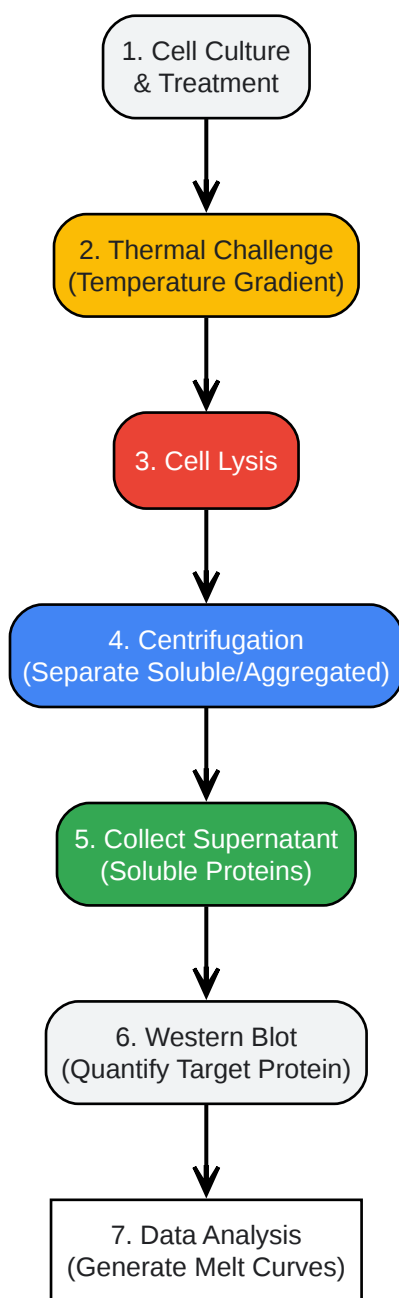 1. Cell Culture
& Treatment
2. Thermal Challenge
(Temperature Gradient)
3. Cell Lysis
4. Centrifugation
(Separate Soluble/Aggregated)
5. Collect Supernatant
(Soluble Proteins)
6. Western Blot
(Quantify Target Protein)
7. Data Analysis
(Generate Melt Curves)